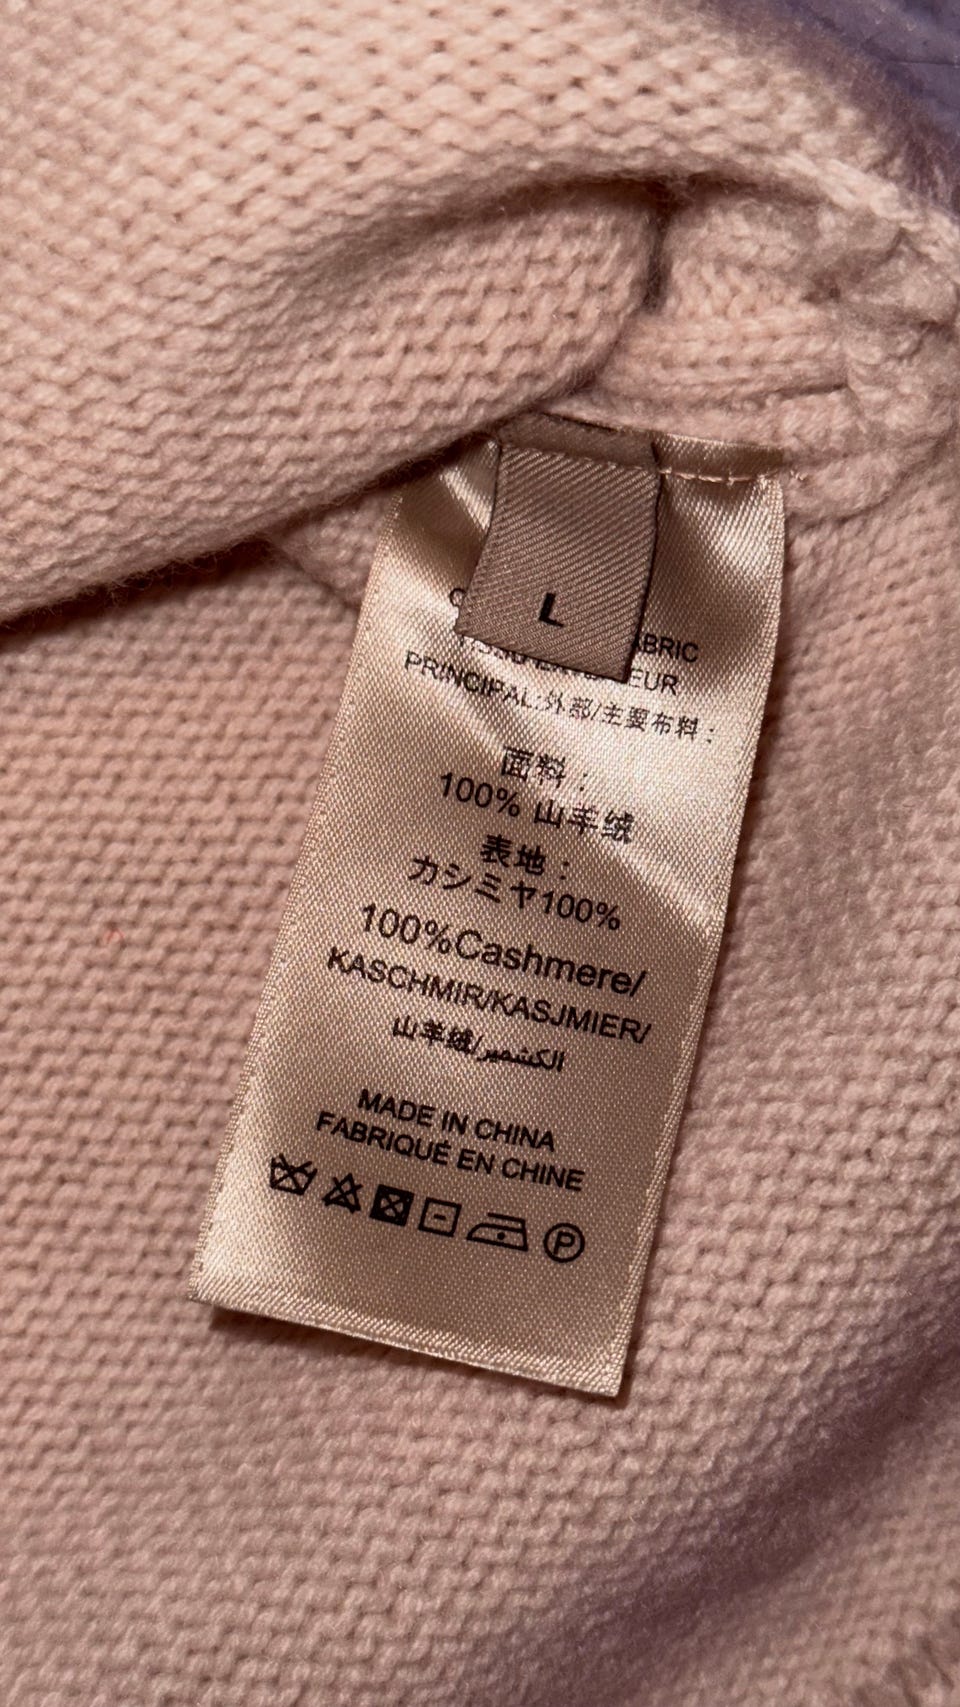 L
PRINCIPAL:外部/主要布料：
面料：
100% 山羊绒
表地：
カシミヤ100%
100%Cashmere/
KASCHMIR/KASJMIER/
山羊绒/الكشمير
MADE IN CHINA
FABRIQUÉ EN CHINE
P